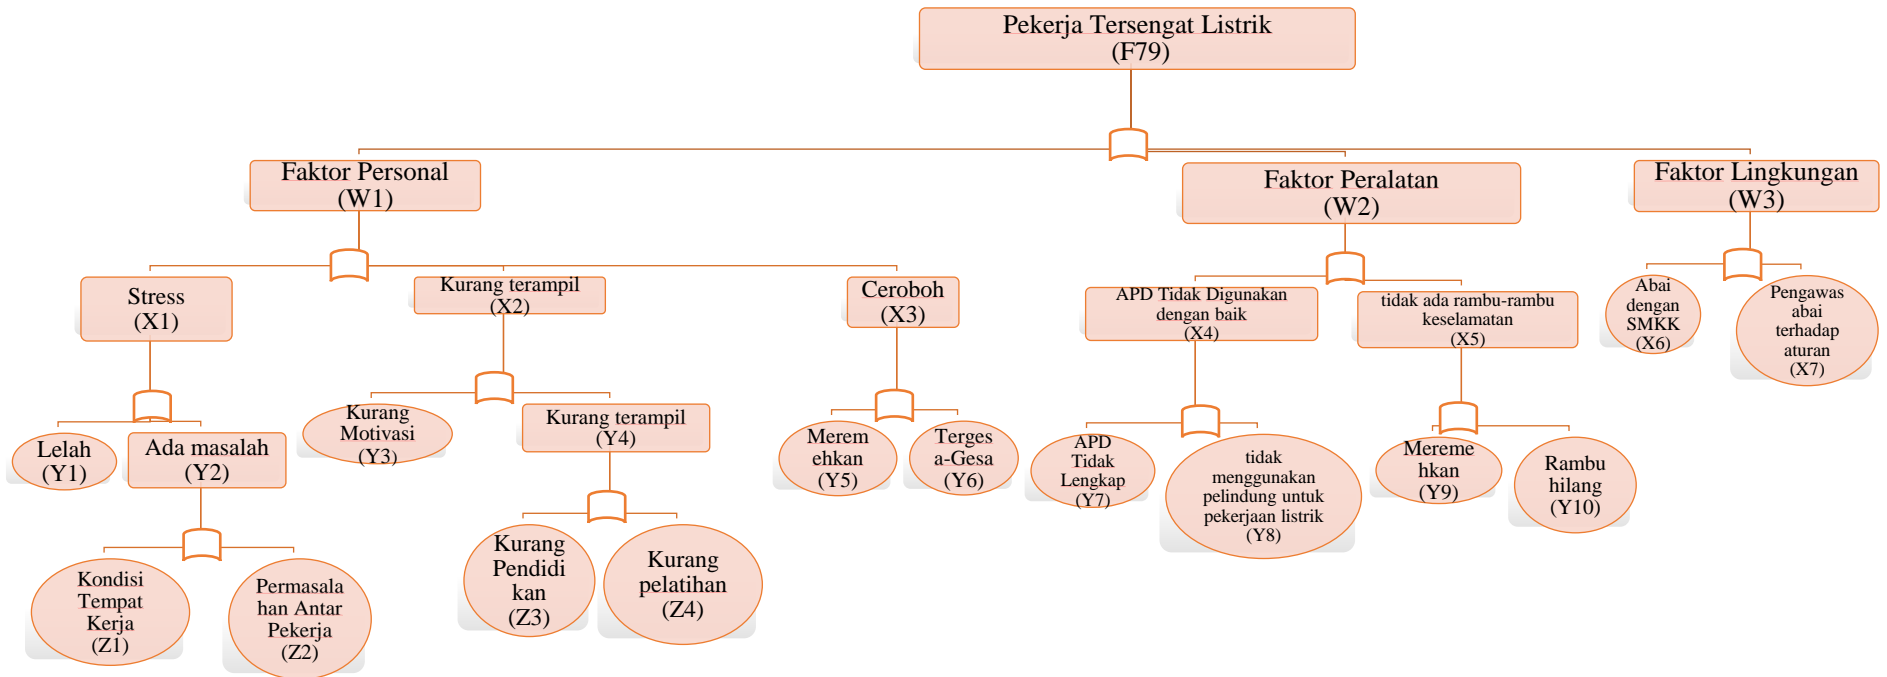 Pekerja Tersengat Listrik
(F79)
Faktor Personal
(W1)
Faktor Peralatan
(W2)
Faktor Lingkungan
(W3)
Stress
(X1)
Kurang terampil
(X2)
Ceroboh
(X3)
APD Tidak Digunakan
dengan baik
(X4)
tidak ada rambu-rambu
keselamatan
(X5)
Abai
dengan
SMKK
(X6)
Pengawas
abai
terhadap
aturan
(X7)
Lelah
(Y1)
Ada masalah
(Y2)
Kurang
Motivasi
(Y3)
Kurang terampil
(Y4)
Merem
ehkan
(Y5)
Terges
a-Gesa
(Y6)
APD
Tidak
Lengkap
(Y7)
tidak
menggunakan
pelindung untuk
pekerjaan listrik
(Y8)
Mereme
hkan
(Y9)
Rambu
hilang
(Y10)
Kondisi
Tempat
Kerja
(Z1)
Permasala
han Antar
Pekerja
(Z2)
Kurang
Pendidi
kan
(Z3)
Kurang
pelatihan
(Z4)